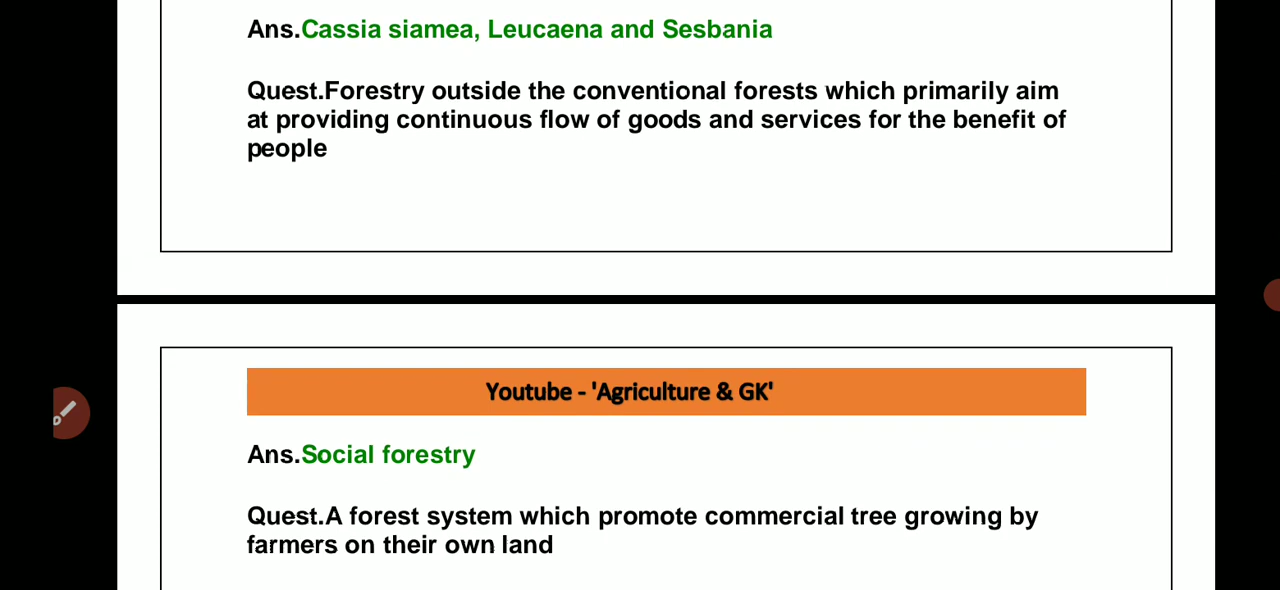 Ans.Cassia siamea, Leucaena and Sesbania
Quest.Forestry outside the conventional forests which primarily aim
at providing continuous flow of goods and services for the benefit of
people
Youtube - 'Agriculture & GK'
Ans.Social forestry
Quest.A forest system which promote commercial tree growing by
farmers on their own land